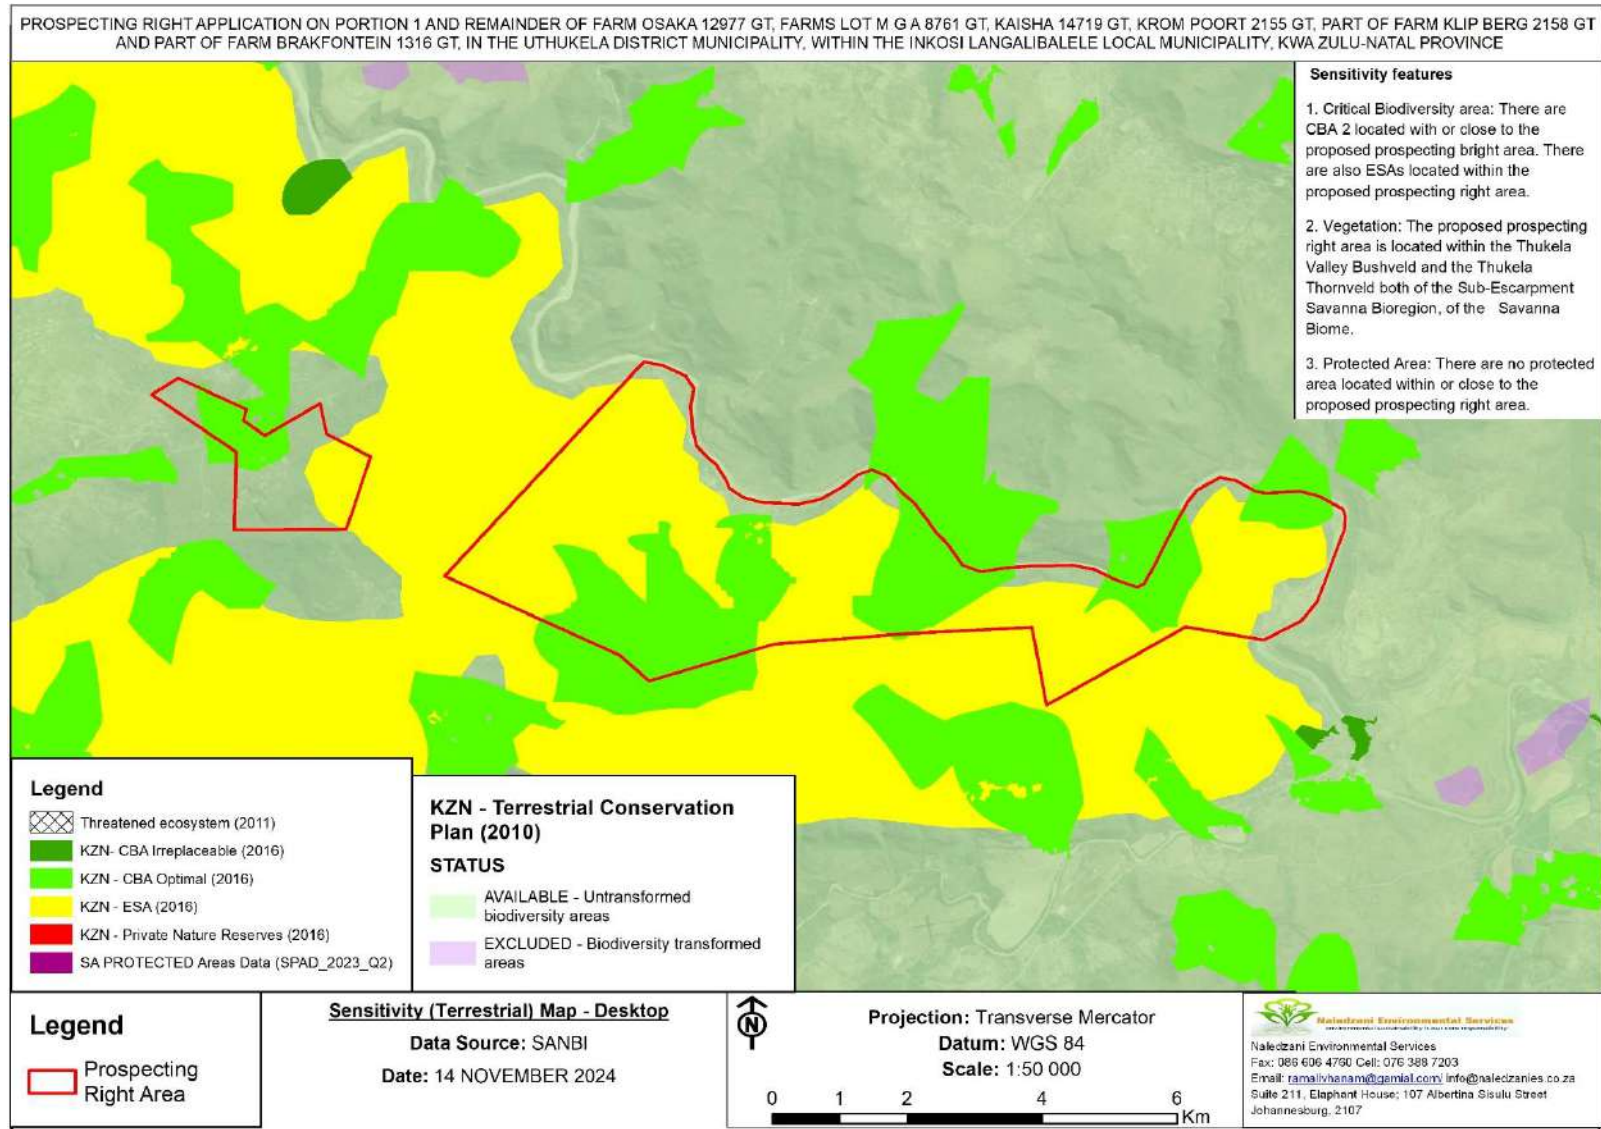 PROSPECTING RIGHT APPLICATION ON PORTION 1 AND REMAINDER OF FARM OSAKA 12977 GT, FARMS LOT M G A 8761 GT, KAISHA 14719 GT, KROM POORT 2155 GT, PART OF FARM KLIP BERG 2158 GT
AND PART OF FARM BRAKFONTEIN 1316 GT, IN THE UTHUKELA DISTRICT MUNICIPALITY, WITHIN THE INKOSI LANGALIBALELE LOCAL MUNICIPALITY, KWA ZULU-NATAL PROVINCE
Sensitivity features
1. Critical Biodiversity area: There are
CBA 2 located with or close to the
proposed prospecting bright area. There
are also ESAs located within the
proposed prospecting right area.
2. Vegetation: The proposed prospecting
right area is located within the Thukela
Valley Bushveld and the Thukela
Thornveld both of the Sub-Escarpment
Savanna Bioregion, of the Savanna
Biome.
3. Protected Area: There are no protected
area located within or close to the
proposed prospecting right area.
Legend
Threatened ecosystem (2011)
KZN- CBA Irreplaceable (2016)
KZN - CBA Optimal (2016)
KZN - ESA (2016)
KZN - Private Nature Reserves (2016)
SA PROTECTED Areas Data (SPAD_2023_Q2)
KZN - Terrestrial Conservation
Plan (2010)
STATUS
AVAILABLE - Untransformed
biodiversity areas
EXCLUDED - Biodiversity transformed
areas
Legend
Prospecting
Right Area
Sensitivity (Terrestrial) Map - Desktop
Data Source: SANBI
Date: 14 NOVEMBER 2024
N
Projection: Transverse Mercator
Datum: WGS 84
Scale: 1:50 000
0 1 2 4 6
Km
Naledzani Environmental Services
Naledzani Environmental Services
Fax: 086 606 4760 Cell: 076 388 7203
Email: ramalivhanam@gamial.com/ info@naledzanies.co.za
Suite 211, Elaphant House; 107 Albertina Sisulu Street
Johannesburg, 2107